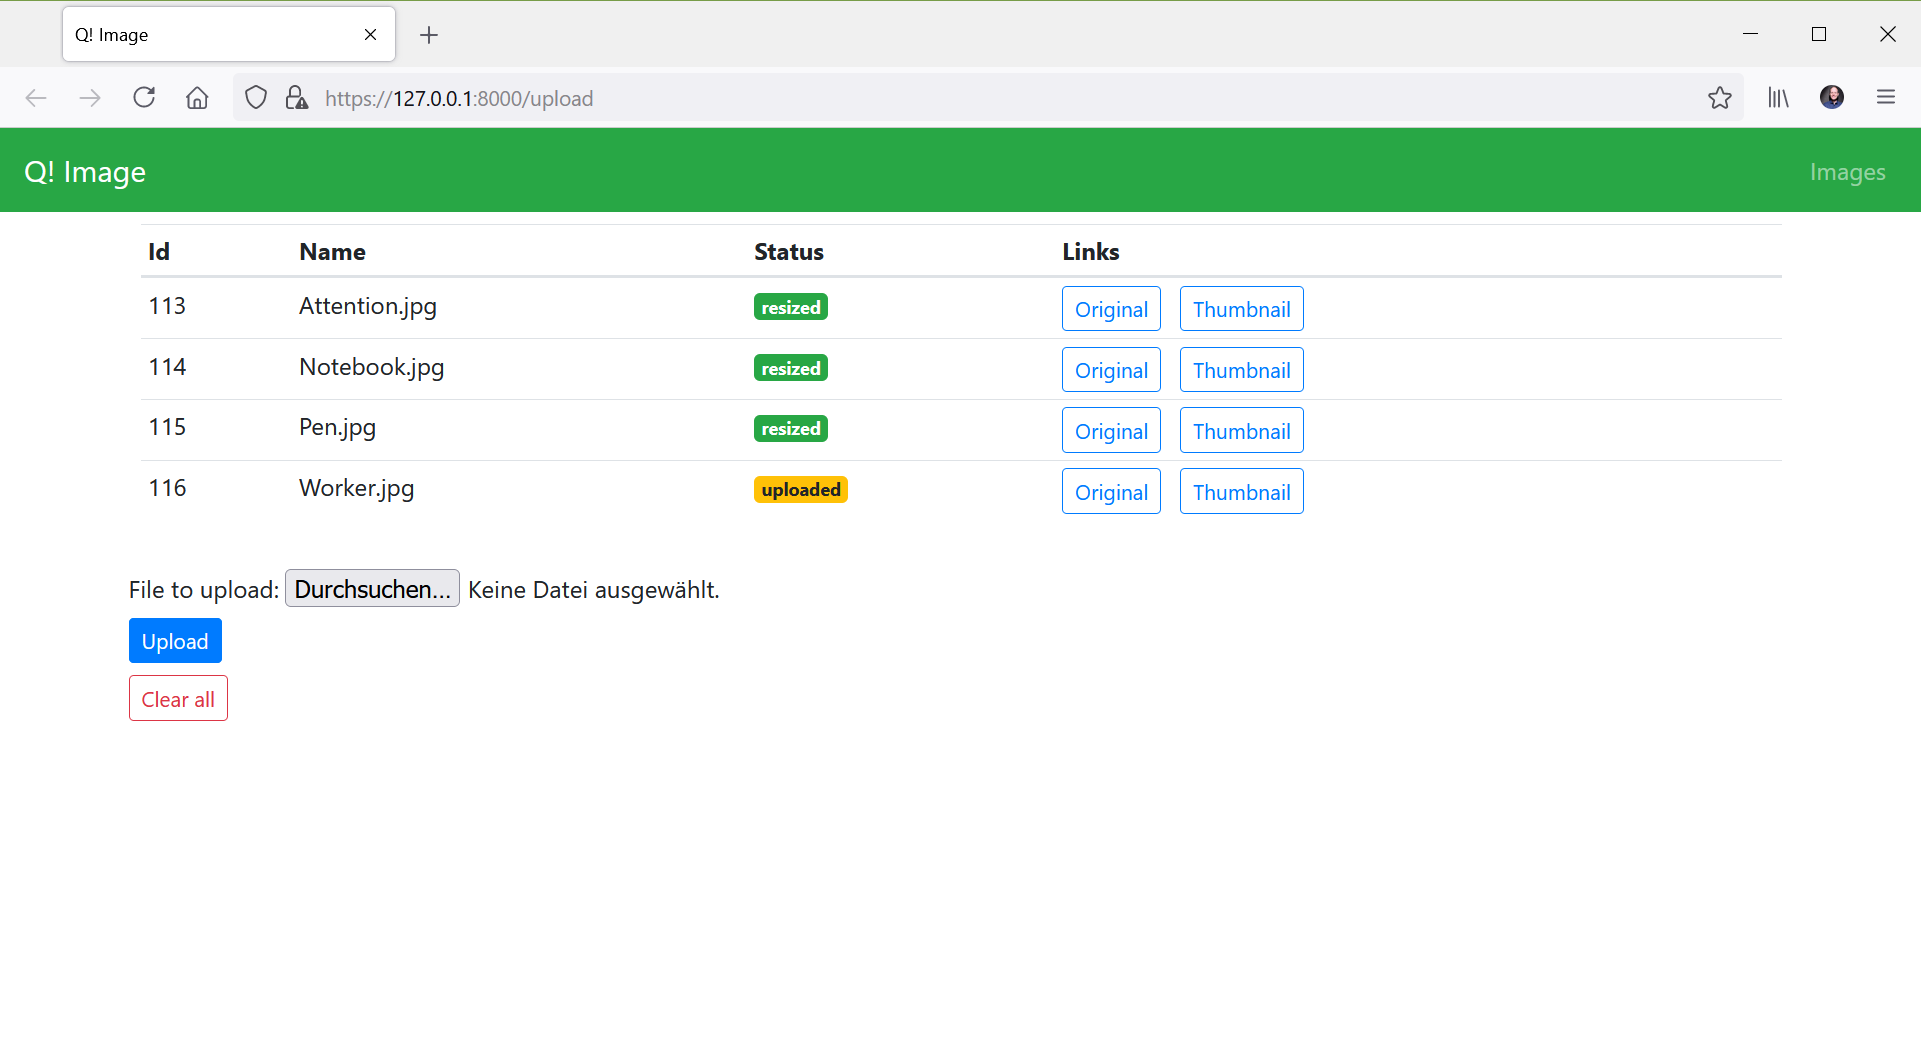 Q! Image
https://127.0.0.1:8000/upload
Q! Image Images
Id Name Status Links
113 Attention.jpg resized Original Thumbnail
114 Notebook.jpg resized Original Thumbnail
115 Pen.jpg resized Original Thumbnail
116 Worker.jpg uploaded Original Thumbnail
File to upload: Durchsuchen... Keine Datei ausgewählt.
Upload
Clear all